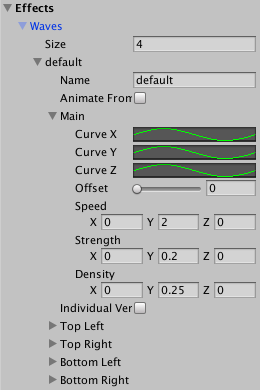 Effects
Waves
Size 4
default
Name default
Animate From
Main
Curve X
Curve Y
Curve Z
Offset 0
Speed
X 0 Y 2 Z 0
Strength
X 0 Y 0.2 Z 0
Density
X 0 Y 0.25 Z 0
Individual Ver
Top Left
Top Right
Bottom Left
Bottom Right